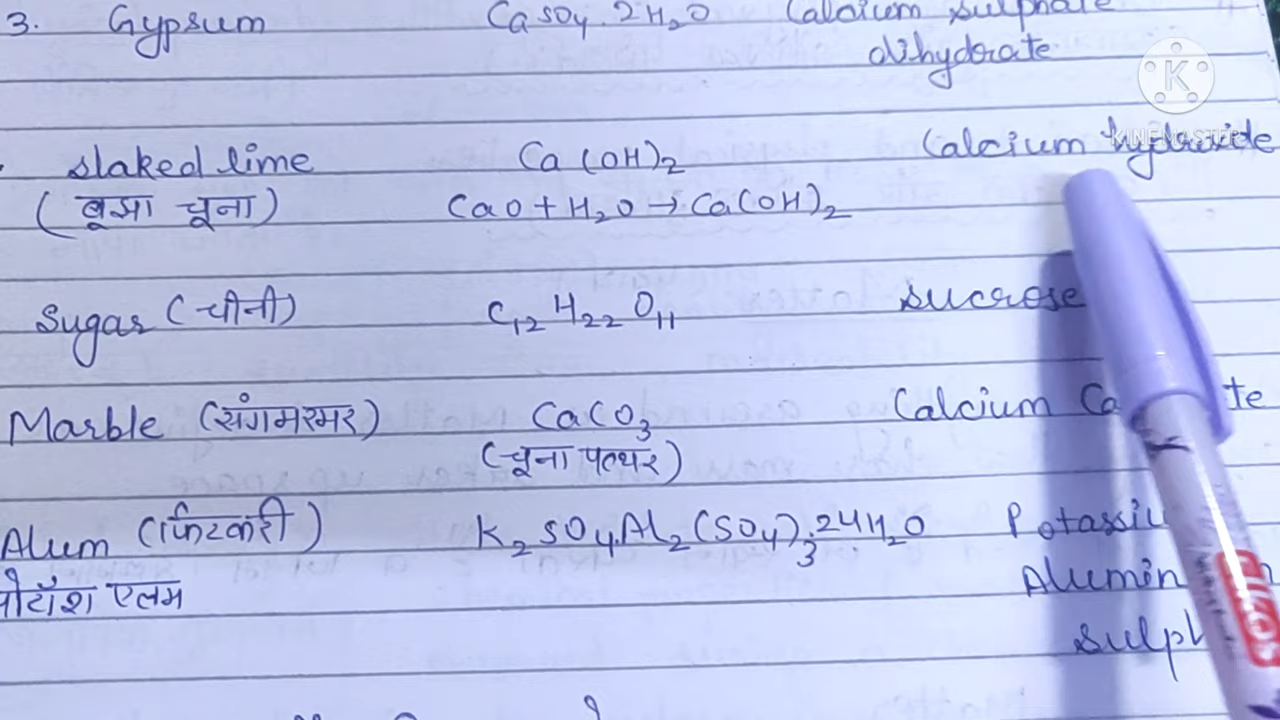 3. Gypsum CaSO4.2H2O Calcium sulphate
dihydrate
KINEMASTER
slaked lime Ca(OH)2 Calcium hydroxide
(बूझा चूना) CaO+H2O→Ca(OH)2
Sugar (चीनी) C12H22O11 sucrose
Marble (संगमरमर) CaCO3 Calcium
(चूना पत्थर)
Alum (फिटकरी) K2SO4.Al2(SO4)3.24H2O
पोटॉश एलम